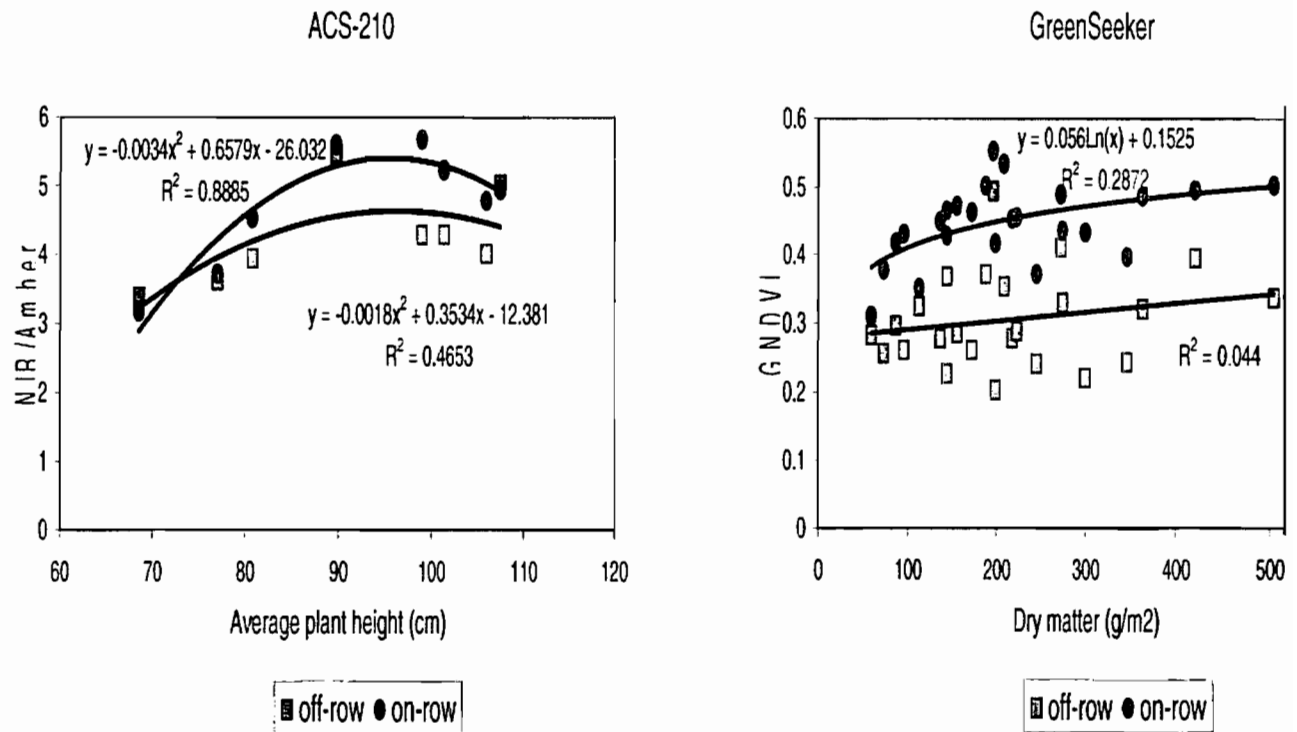 ACS-210
NIR/Amber
6
5
4
3
2
1
0
y = -0.0034x² + 0.6579x - 26.032
R² = 0.8885
y = -0.0018x² + 0.3534x - 12.381
R² = 0.4653
60 70 80 90 100 110 120
Average plant height (cm)
off-row on-row
GreenSeeker
GNDVI
0.6
0.5
0.4
0.3
0.2
0.1
0
y = 0.056Ln(x) + 0.1525
R² = 0.2872
R² = 0.044
0 100 200 300 400 500
Dry matter (g/m2)
off-row on-row